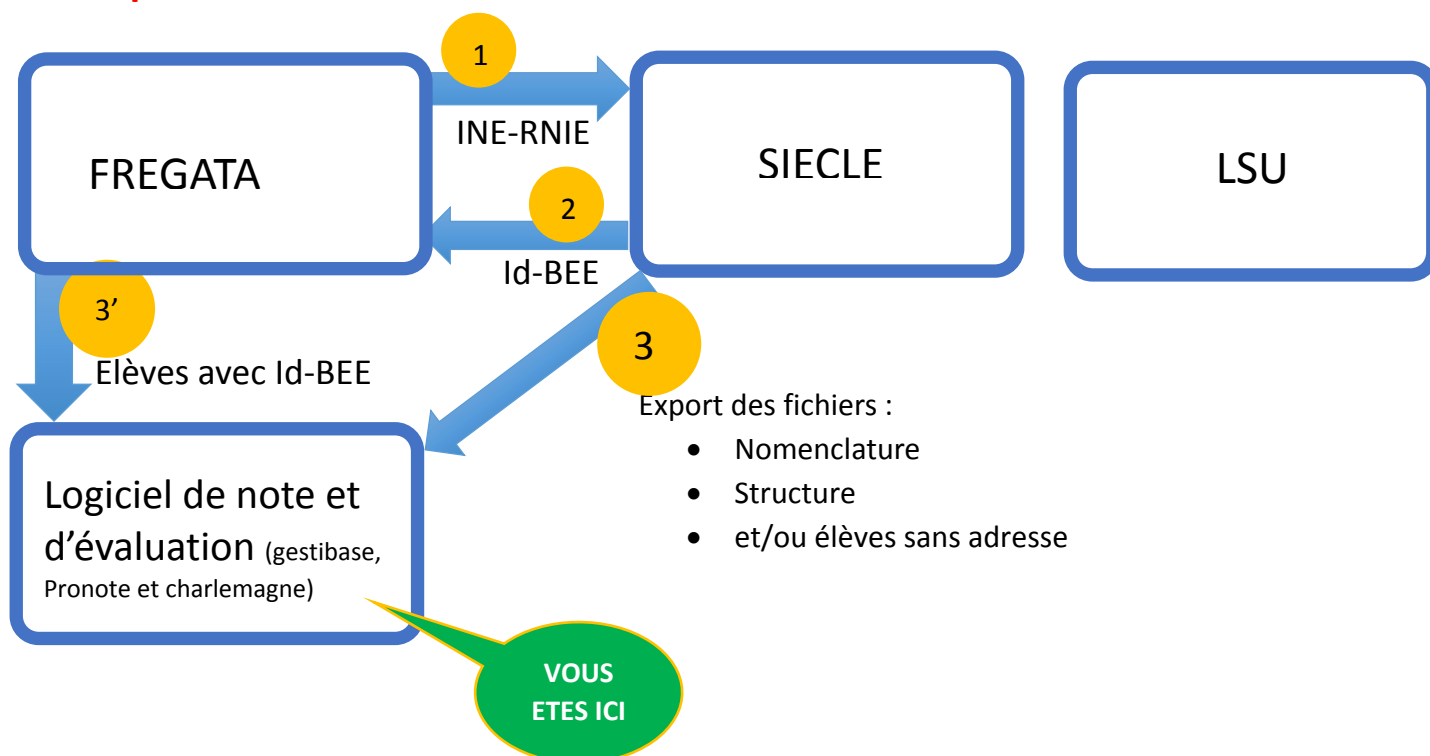 1
INE-RNIE
FREGATA
SIECLE
LSU
2
Id-BEE
3’
3
Elèves avec Id-BEE
Export des fichiers :
• Nomenclature
• Structure
• et/ou élèves sans adresse
Logiciel de note et
d’évaluation (gestibase,
Pronote et charlemagne)
VOUS
ETES ICI